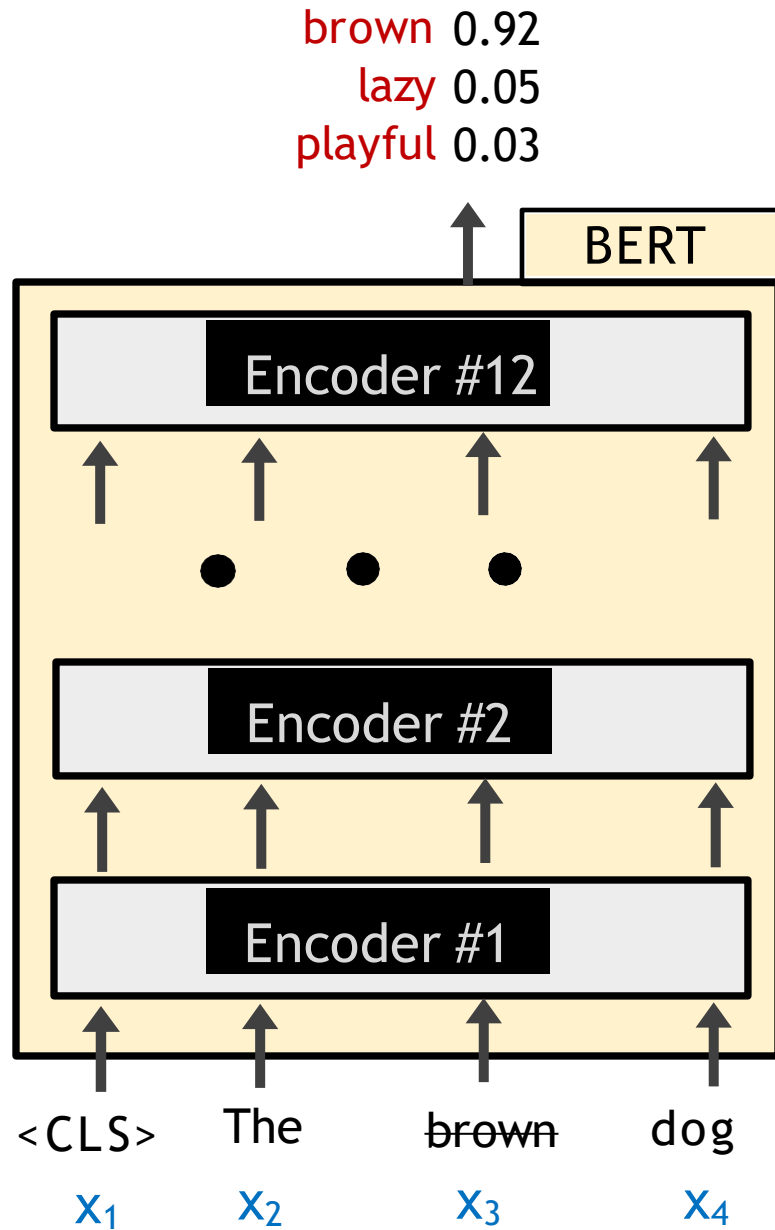 brown 0.92
lazy 0.05
playful 0.03
BERT
Encoder #12
Encoder #2
Encoder #1
<CLS> The brown dog
x₁ x₂ x₃ x₄